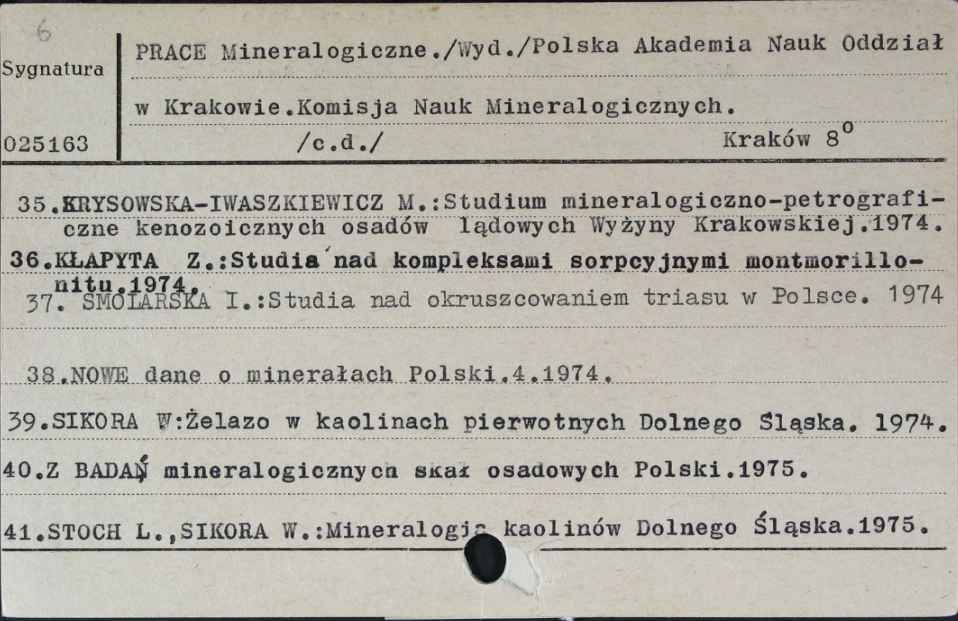 6
PRACE Mineralogiczne./Wyd./Polska Akademia Nauk Oddział
Sygnatura
w Krakowie.Komisja Nauk Mineralogicznych.
025163 /c.d./ Kraków 8°
35.KRYSOWSKA-IWASZKIEWICZ M.:Studium mineralogiczno-petrografi-
czne kenozoicznych osadów lądowych Wyżyny Krakowskiej.1974.
36.KŁAPYTA Z.:Studia nad kompleksami sorpcyjnymi montmorillo-
nitu.1974.
37. SMOLARSKA I.:Studia nad okruszcowaniem triasu w Polsce. 1974
38.NOWE dane o minerałach Polski.4.1974.
39.SIKORA W:Żelazo w kaolinach pierwotnych Dolnego Śląska. 1974.
40.Z BADAŃ mineralogicznych skał osadowych Polski.1975.
41.STOCH L.,SIKORA W.:Mineralogia kaolinów Dolnego Śląska.1975.